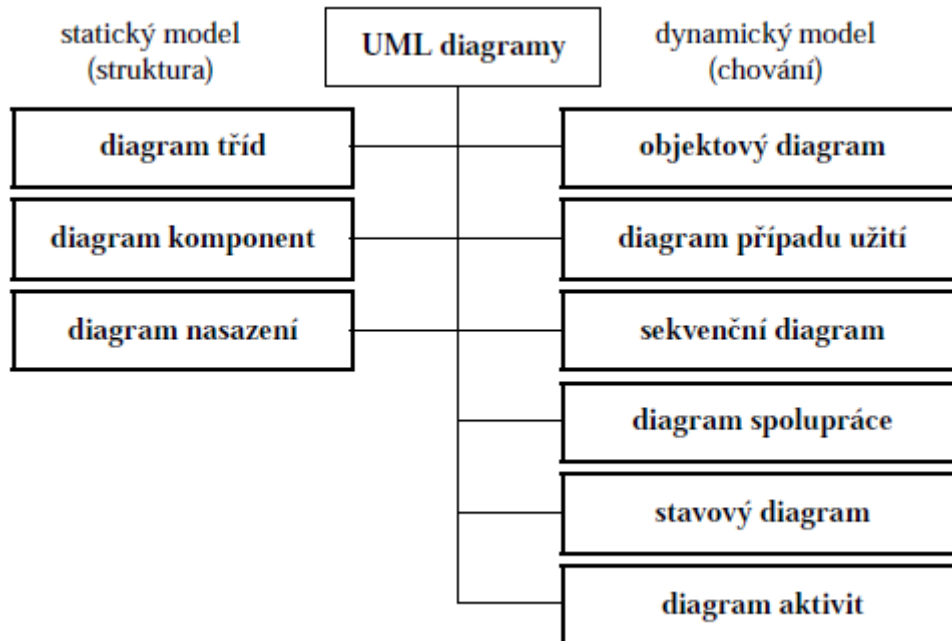 statický model
(struktura)
UML diagramy
dynamický model
(chování)
diagram tříd
objektový diagram
diagram komponent
diagram případu užití
diagram nasazení
sekvenční diagram
diagram spolupráce
stavový diagram
diagram aktivit